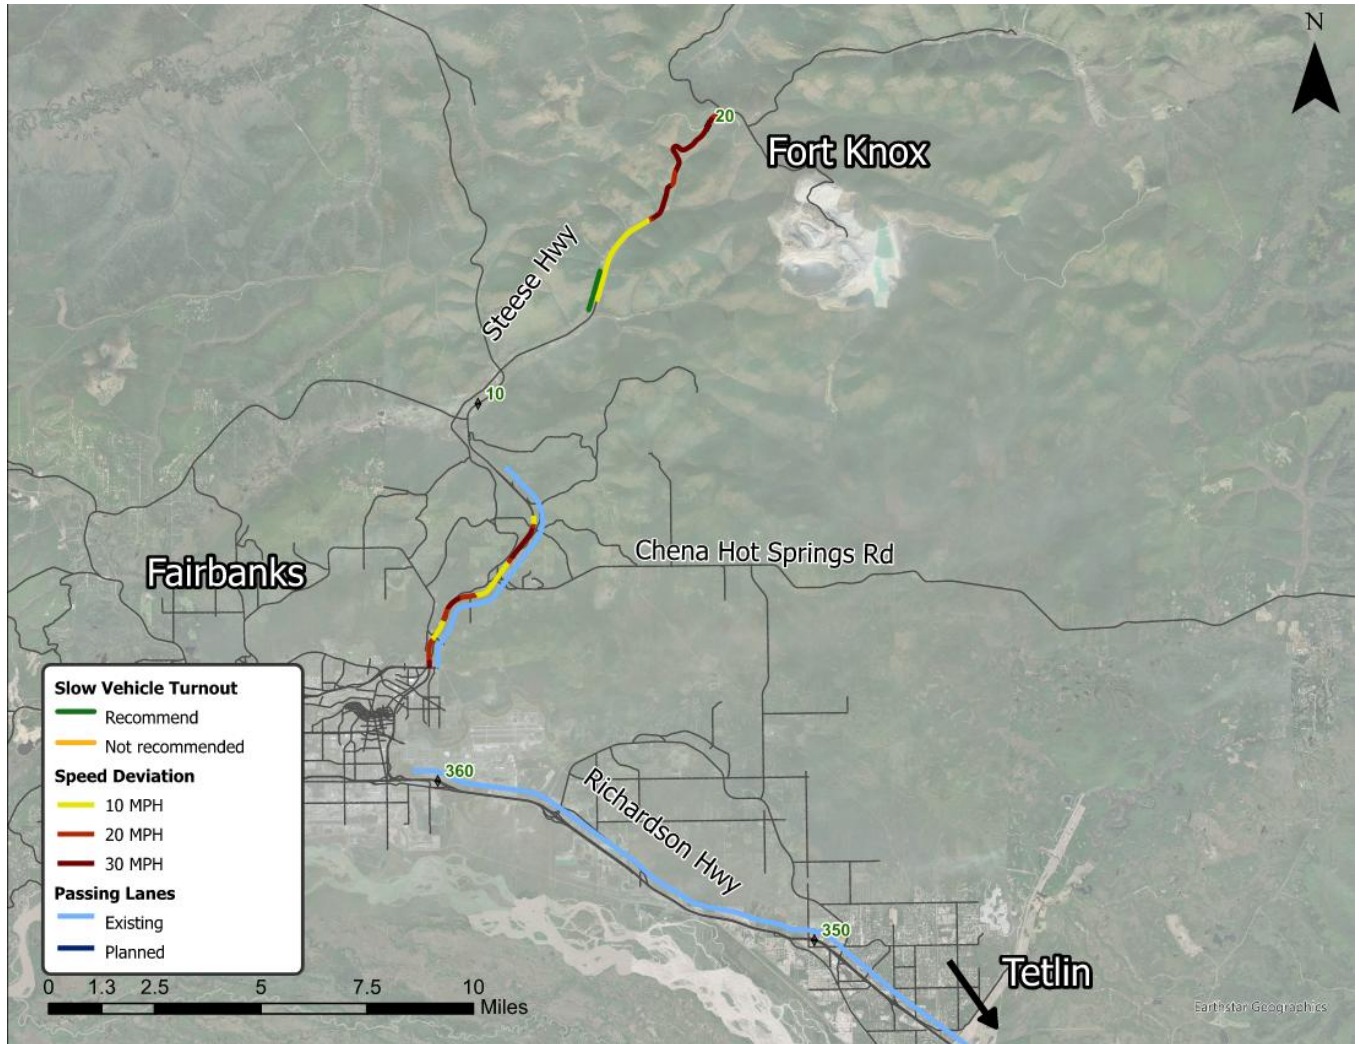 N
20
Fort Knox
Steese Hwy
10
Chena Hot Springs Rd
Fairbanks
Slow Vehicle Turnout
Recommend
Not recommended
Speed Deviation
10 MPH
20 MPH
30 MPH
Passing Lanes
Existing
Planned
360
Richardson Hwy
350
Tetlin
0 1.3 2.5 5 7.5 10
Miles
Earthstar Geographics